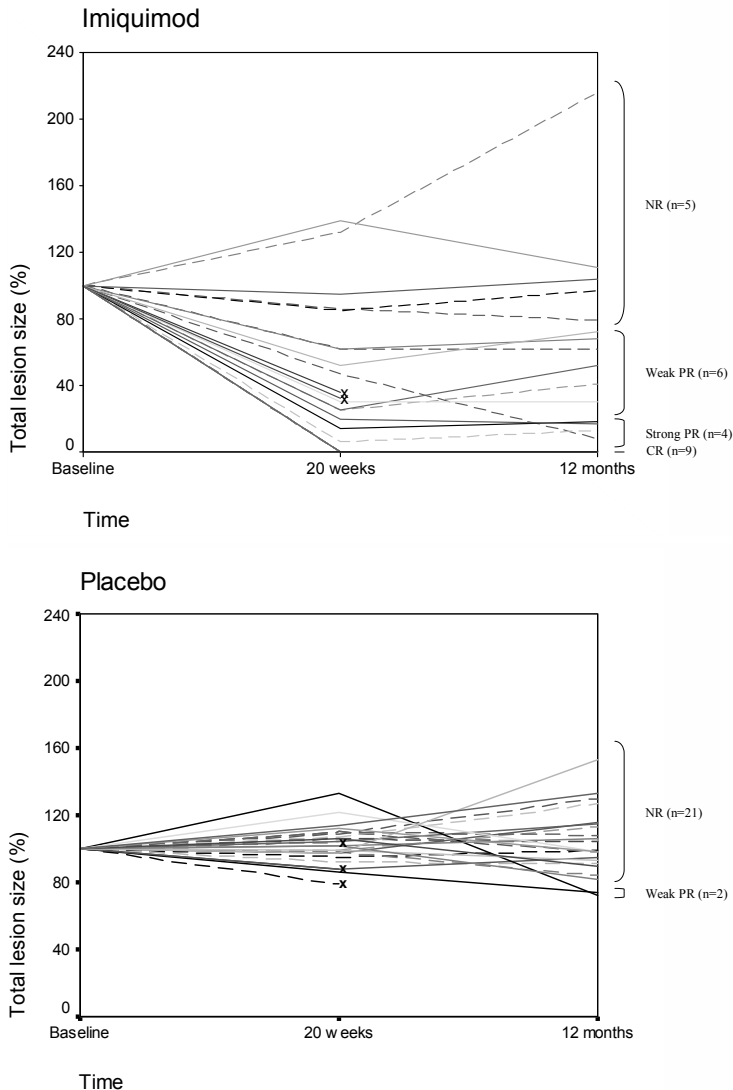 Imiquimod
240
200
160
120
80
40
0
Total lesion size (%)
Baseline
20 weeks
12 months
Time
x
x
NR (n=5)
Weak PR (n=6)
Strong PR (n=4)
CR (n=9)
Placebo
240
200
160
120
80
40
0
Total lesion size (%)
Baseline
20 weeks
12 months
Time
x
x
x
NR (n=21)
Weak PR (n=2)